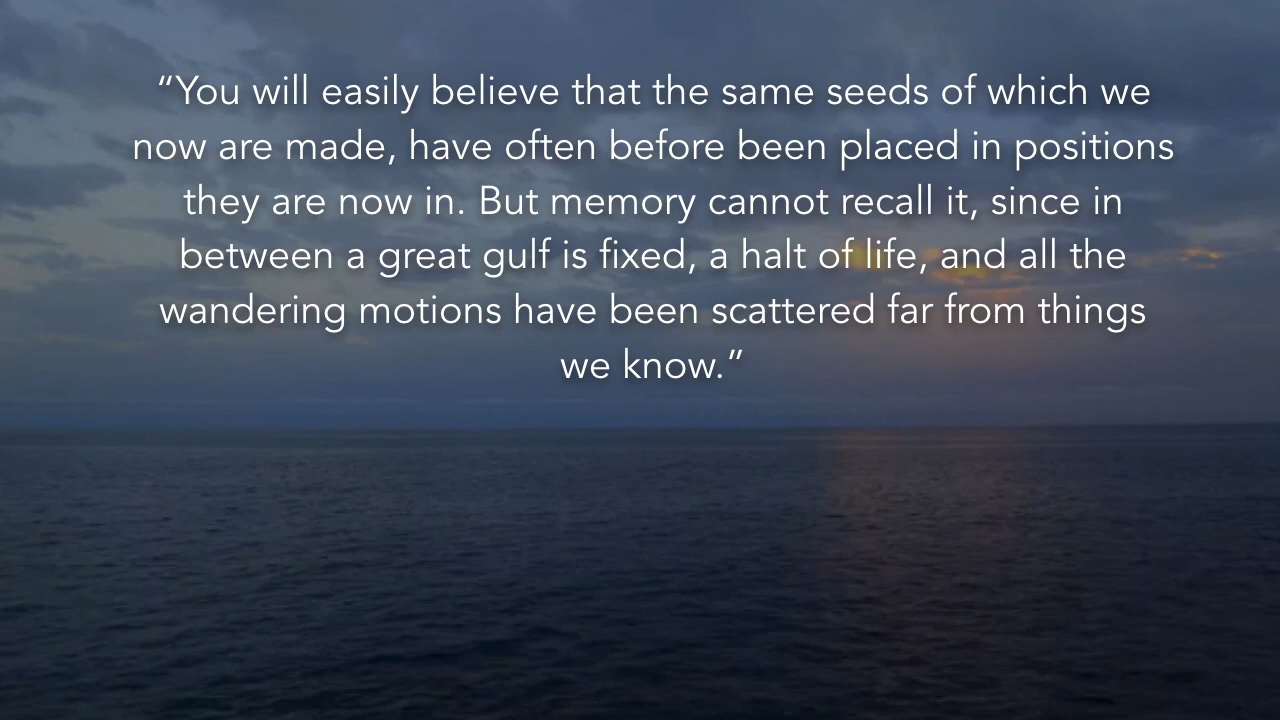 “You will easily believe that the same seeds of which we
now are made, have often before been placed in positions
they are now in. But memory cannot recall it, since in
between a great gulf is fixed, a halt of life, and all the
wandering motions have been scattered far from things
we know.”